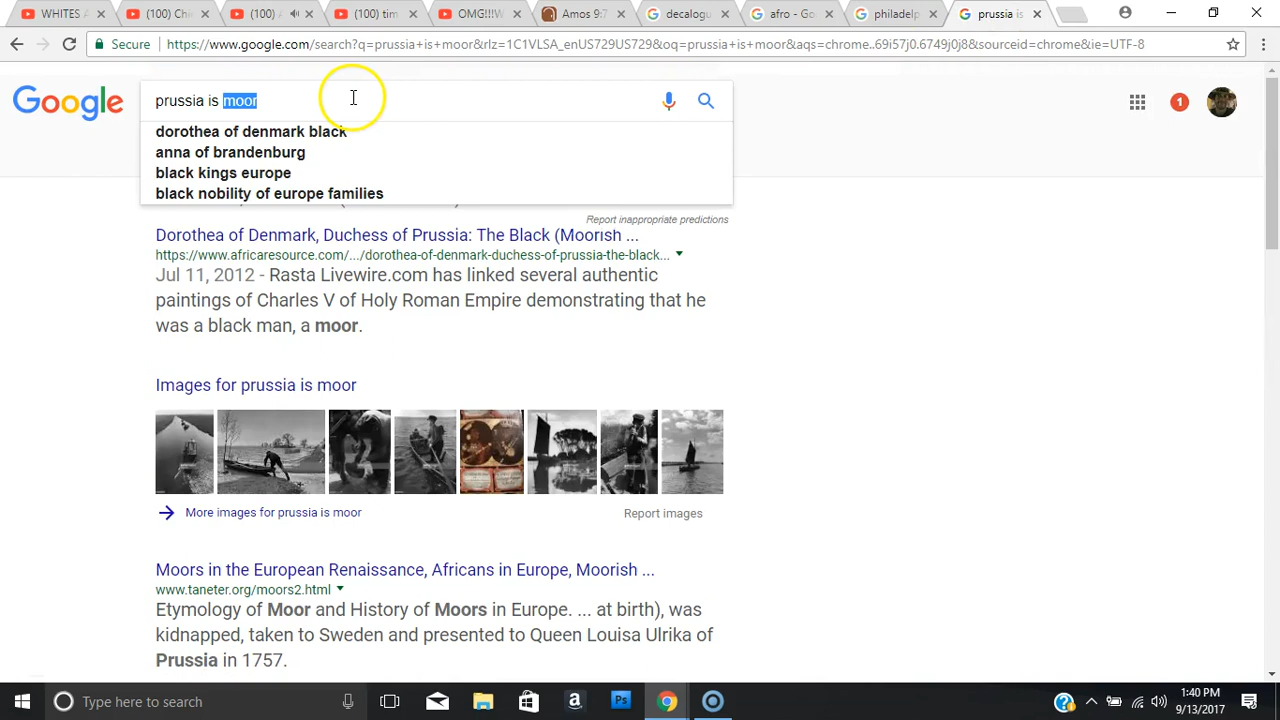 WHITES A
(100) Ch
(100) A
(100) tim
OMG!!!W
Amos 9:7
decalogu
afro - Go
philadelp
prussia is
Secure
https://www.google.com/search?q=prussia+is+moor&rlz=1C1VLSA_enUS729US729&oq=prussia+is+moor&aqs=chrome..69i57j0.6749j0j8&sourceid=chrome&ie=UTF-8
Google
prussia is moor
1
dorothea of denmark black
anna of brandenburg
black kings europe
black nobility of europe families
Report inappropriate predictions
Dorothea of Denmark, Duchess of Prussia: The Black (Moorish ...
https://www.africaresource.com/.../dorothea-of-denmark-duchess-of-prussia-the-black...
Jul 11, 2012 - Rasta Livewire.com has linked several authentic
paintings of Charles V of Holy Roman Empire demonstrating that he
was a black man, a moor.
Images for prussia is moor
More images for prussia is moor
Report images
Moors in the European Renaissance, Africans in Europe, Moorish ...
www.taneter.org/moors2.html
Etymology of Moor and History of Moors in Europe. ... at birth), was
kidnapped, taken to Sweden and presented to Queen Louisa Ulrika of
Prussia in 1757.
Type here to search
1:40 PM
9/13/2017